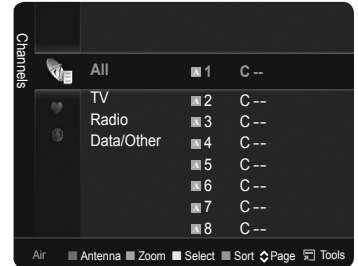 Channels
All A 1 C --
TV A 2 C --
Radio A 3 C --
Data/Other A 4 C --
A 5 C --
A 6 C --
A 7 C --
A 8 C --
Air Antenna Zoom Select Sort Page Tools